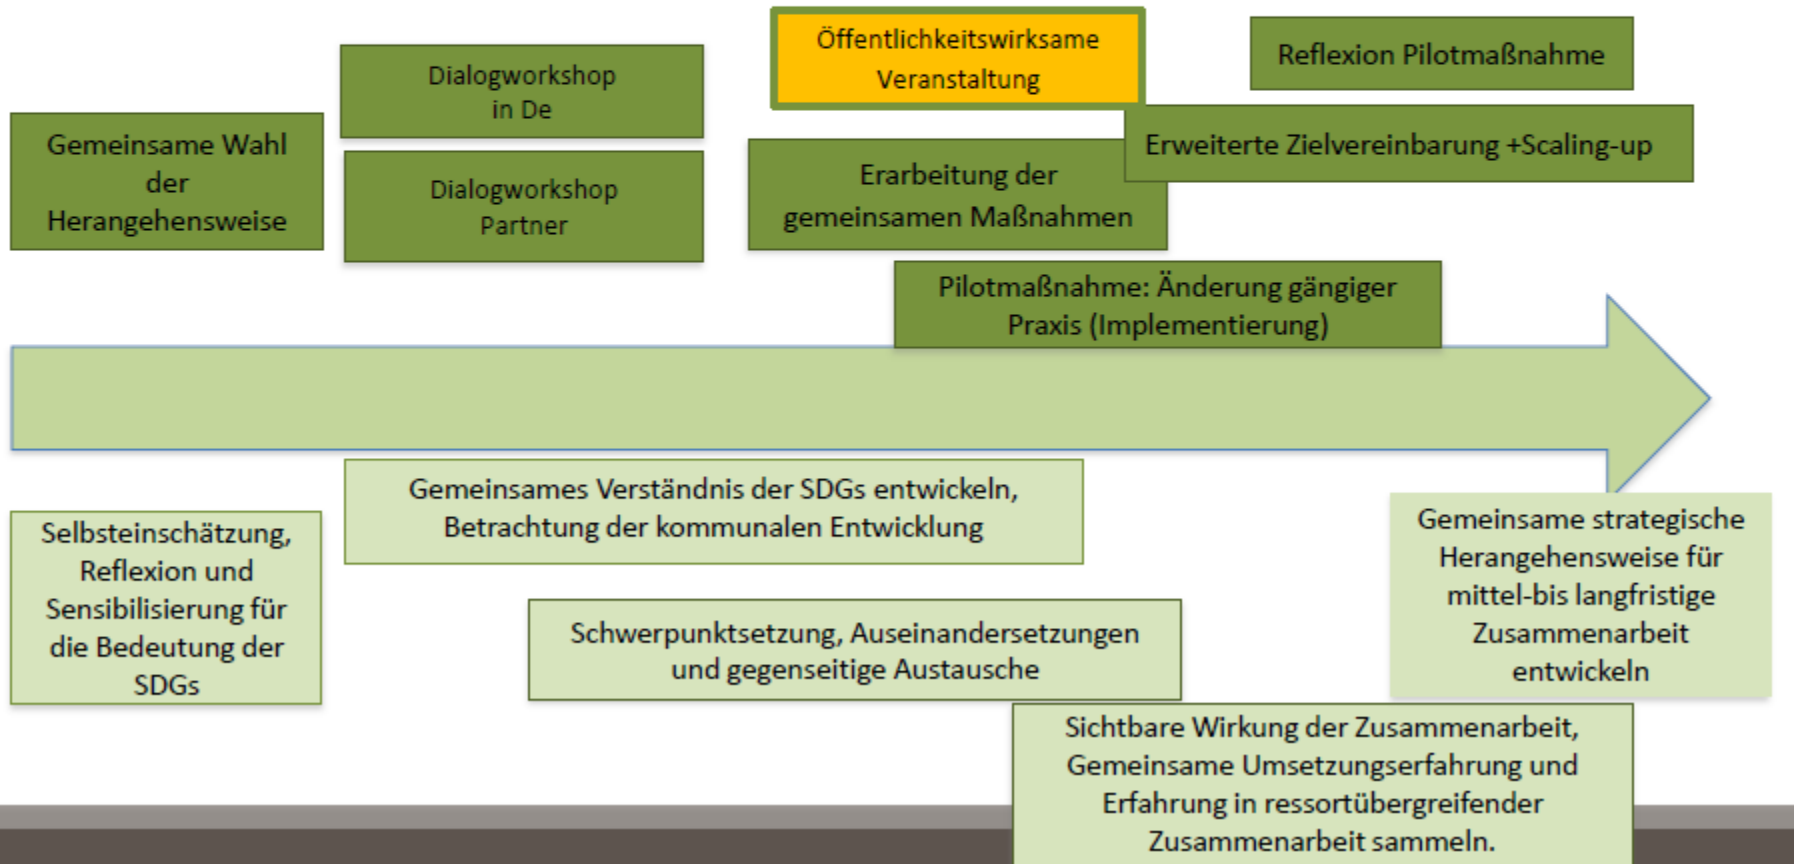 Gemeinsame Wahl
der
Herangehensweise
Dialogworkshop
in De
Dialogworkshop
Partner
Öffentlichkeitswirksame
Veranstaltung
Erarbeitung der
gemeinsamen Maßnahmen
Reflexion Pilotmaßnahme
Erweiterte Zielvereinbarung +Scaling-up
Pilotmaßnahme: Änderung gängiger
Praxis (Implementierung)
Selbsteinschätzung,
Reflexion und
Sensibilisierung für
die Bedeutung der
SDGs
Gemeinsames Verständnis der SDGs entwickeln,
Betrachtung der kommunalen Entwicklung
Schwerpunktsetzung, Auseinandersetzungen
und gegenseitige Austausche
Sichtbare Wirkung der Zusammenarbeit,
Gemeinsame Umsetzungserfahrung und
Erfahrung in ressortübergreifender
Zusammenarbeit sammeln.
Gemeinsame strategische
Herangehensweise für
mittel-bis langfristige
Zusammenarbeit
entwickeln